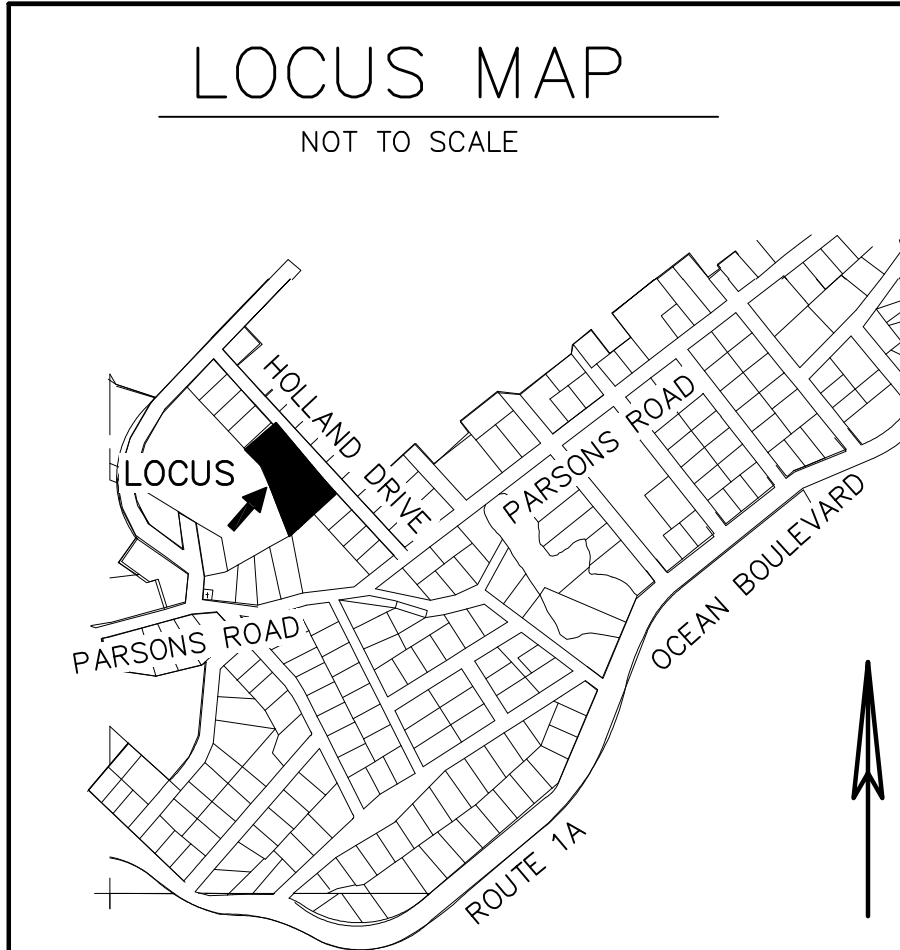 LOCUS MAP
NOT TO SCALE
HOLLAND DRIVE
PARSONS ROAD
LOCUS
OCEAN BOULEVARD
PARSONS ROAD
ROUTE 1A